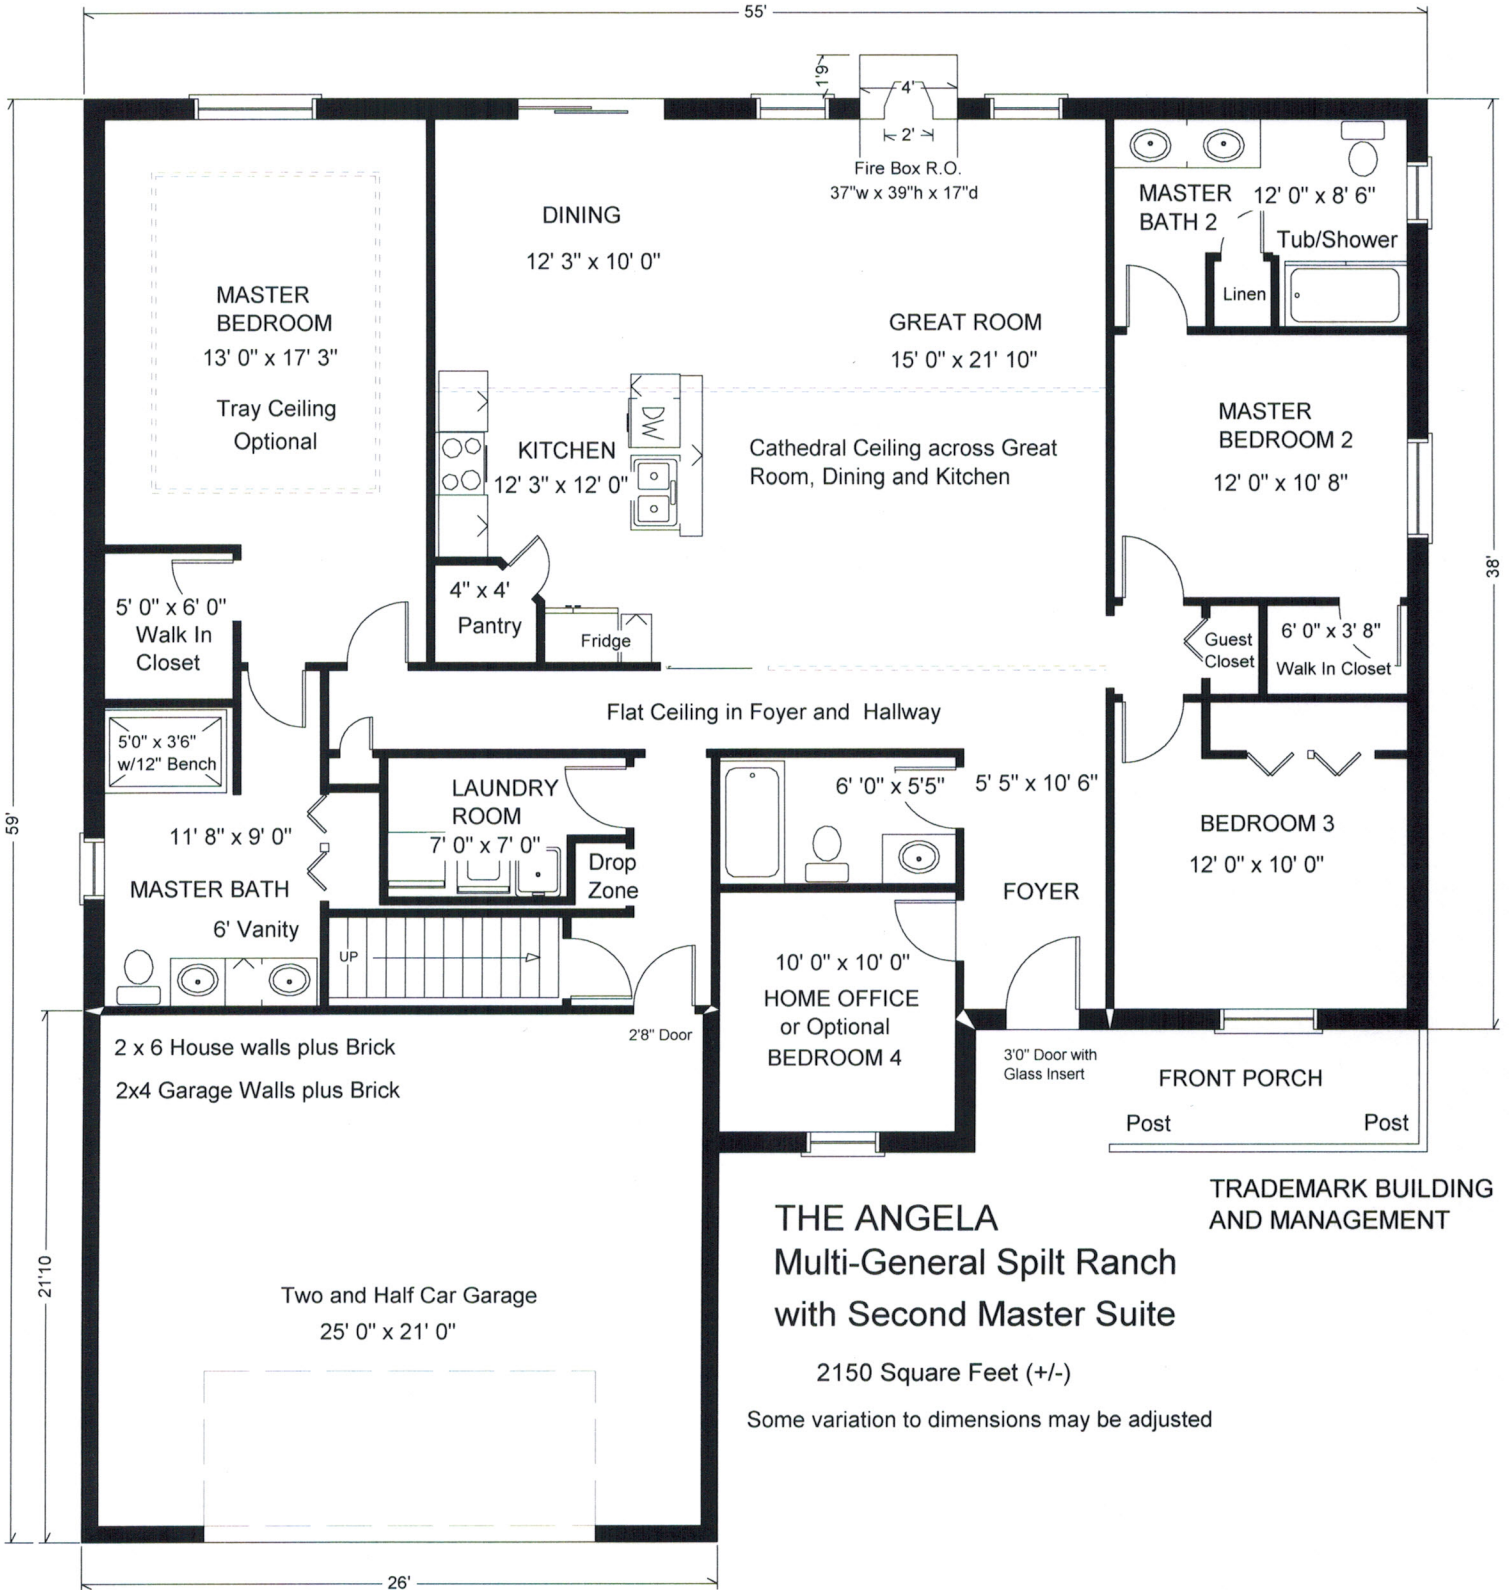 55'
1'9
4'
2'
Fire Box R.O.
37"w x 39"h x 17"d
DINING
12' 3" x 10' 0"
MASTER
BATH 2
12' 0" x 8' 6"
Tub/Shower
Linen
MASTER
BEDROOM
13' 0" x 17' 3"
Tray Ceiling
Optional
GREAT ROOM
15' 0" x 21' 10"
KITCHEN
12' 3" x 12' 0"
DW
Cathedral Ceiling across Great
Room, Dining and Kitchen
MASTER
BEDROOM 2
12' 0" x 10' 8"
38'
5' 0" x 6' 0"
Walk In
Closet
4" x 4'
Pantry
Fridge
Guest
Closet
6' 0" x 3' 8"
Walk In Closet
Flat Ceiling in Foyer and Hallway
5'0" x 3'6"
w/12" Bench
LAUNDRY
ROOM
7' 0" x 7' 0"
6' '0" x 5'5"
5' 5" x 10' 6"
59'
11' 8" x 9' 0"
MASTER BATH
6' Vanity
Drop
Zone
BEDROOM 3
12' 0" x 10' 0"
FOYER
UP
10' 0" x 10' 0"
HOME OFFICE
or Optional
BEDROOM 4
2'8" Door
3'0" Door with
Glass Insert
2 x 6 House walls plus Brick
2x4 Garage Walls plus Brick
FRONT PORCH
Post
Post
TRADEMARK BUILDING
AND MANAGEMENT
THE ANGELA
Multi-General Spilt Ranch
with Second Master Suite
2150 Square Feet (+/-)
Some variation to dimensions may be adjusted
21'10
Two and Half Car Garage
25' 0" x 21' 0"
26'